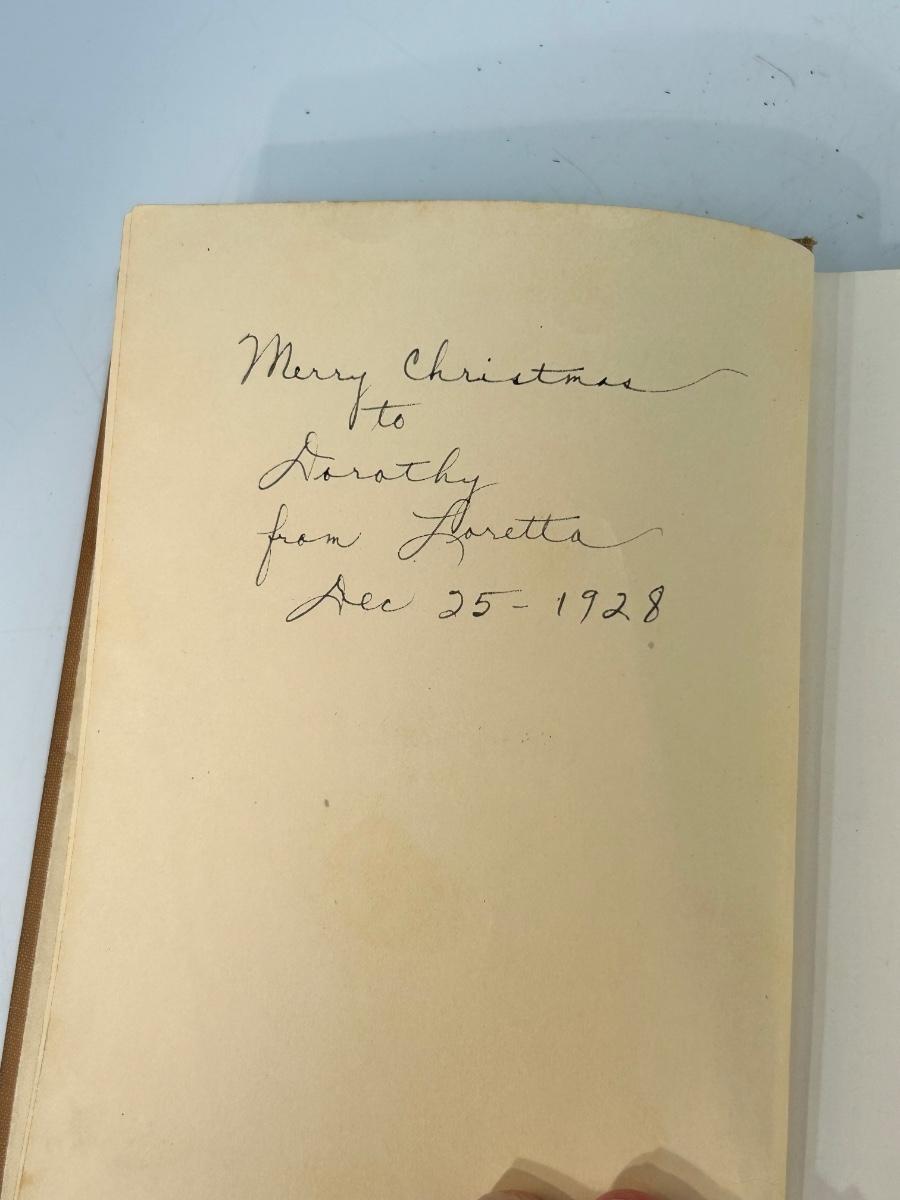 Merry Christmas
to
Dorothy
from Loretta
Dec 25 - 1928